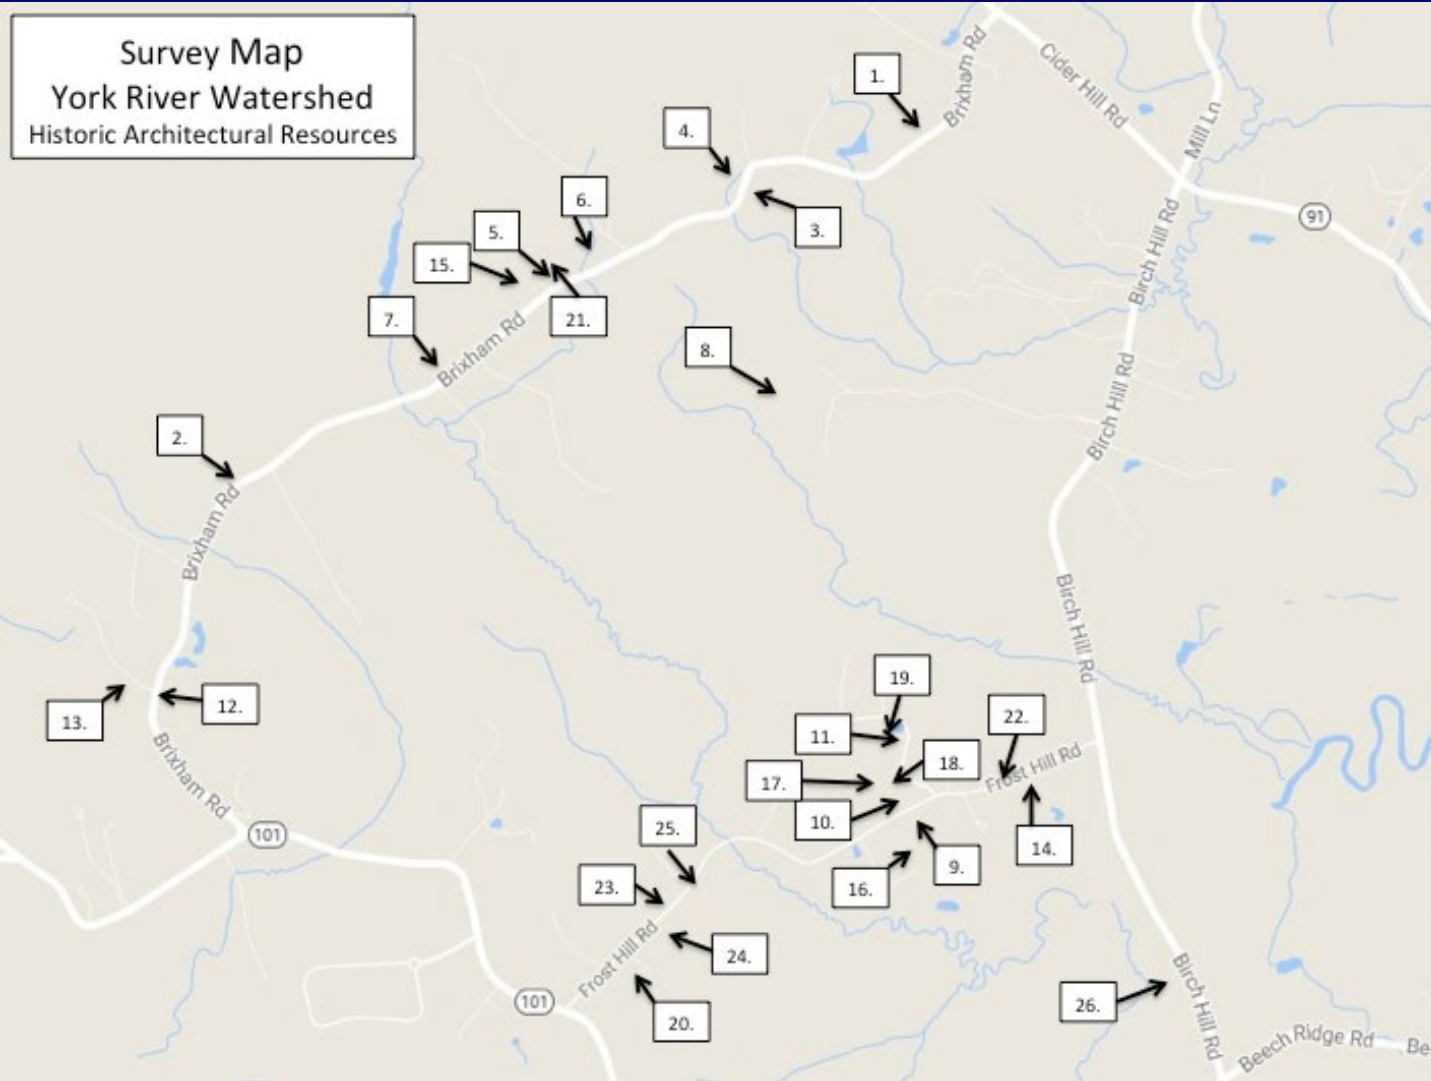 Survey Map
York River Watershed
Historic Architectural Resources
1.
Brixham Rd
Cider Hill Rd
Mill Ln
4.
6.
3.
91
5.
15.
Birch Hill Rd
7.
21.
Brixham Rd
8.
Birch Hill Rd
2.
Brixham Rd
Birch Hill Rd
19.
12.
13.
22.
11.
18.
Brixham Rd
17.
Frost Hill Rd
10.
101
25.
14.
9.
23.
16.
24.
Frost Hill Rd
101
20.
26.
Birch Hill Rd
Beech Ridge Rd
Bee